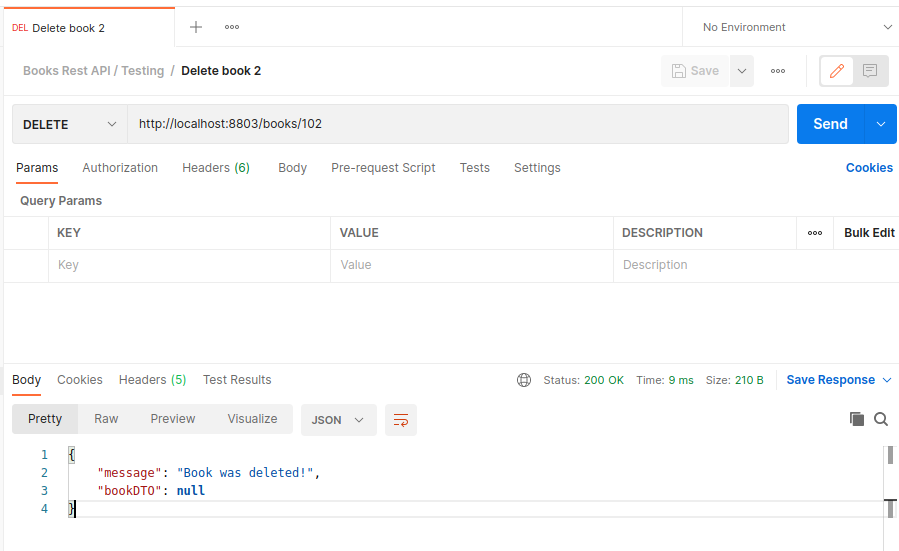 DEL Delete book 2
No Environment
Books Rest API / Testing / Delete book 2
Save
DELETE http://localhost:8803/books/102 Send
Params Authorization Headers (6) Body Pre-request Script Tests Settings Cookies
Query Params
KEY VALUE DESCRIPTION Bulk Edit
Key Value Description
Body Cookies Headers (5) Test Results Status: 200 OK Time: 9 ms Size: 210 B Save Response
Pretty Raw Preview Visualize JSON
1 {
2 "message": "Book was deleted!",
3 "bookDTO": null
4 }